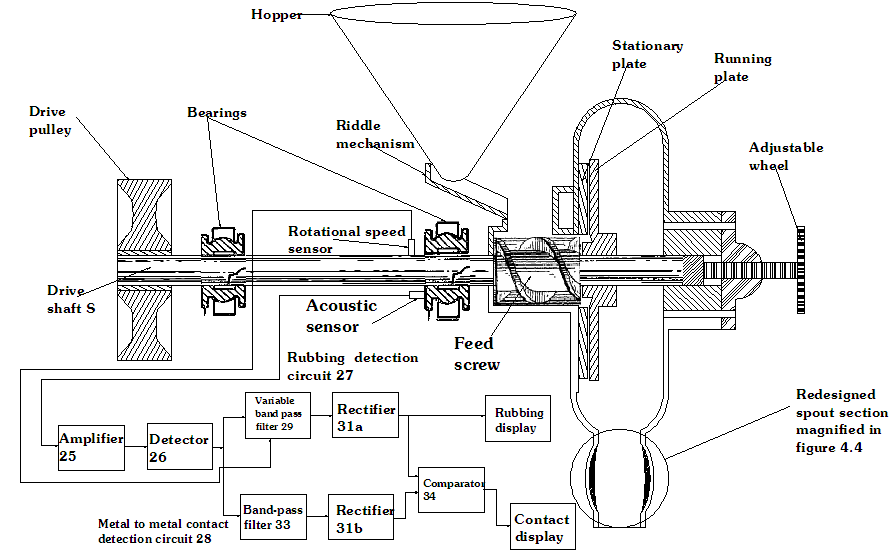 Hopper
Stationary
plate
Running
plate
Drive
pulley
Bearings
Riddle
mechanism
Adjustable
wheel
Rotational speed
sensor
Drive
shaft S
Acoustic
sensor
Feed
screw
Rubbing detection
circuit 27
Redesigned
spout section
magnified in
figure 4.4
Amplifier
25
Detector
26
Variable
band pass
filter 29
Rectifier
31a
Rubbing
display
Comparator
34
Band-pass
filter 33
Rectifier
31b
Contact
display
Metal to metal contact
detection circuit 28